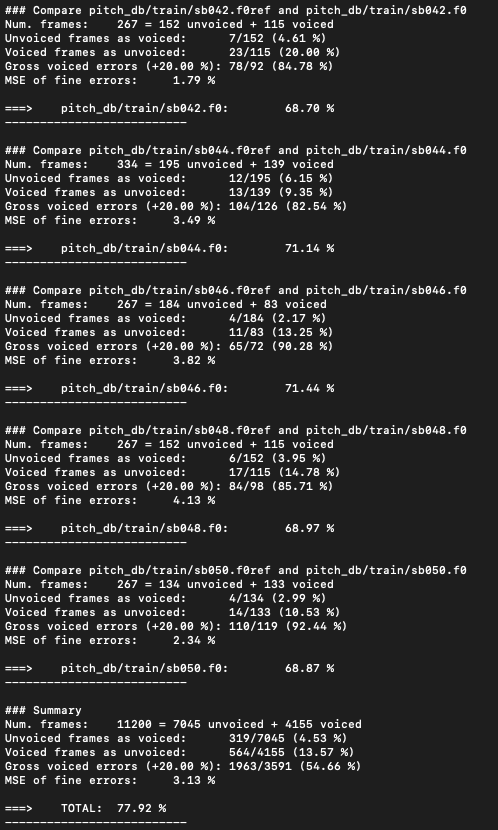 ### Compare pitch_db/train/sb042.f0ref and pitch_db/train/sb042.f0
Num. frames:    267 = 152 unvoiced + 115 voiced
Unvoiced frames as voiced:      7/152 (4.61 %)
Voiced frames as unvoiced:      23/115 (20.00 %)
Gross voiced errors (+20.00 %): 78/92 (84.78 %)
MSE of fine errors:     1.79 %
===>    pitch_db/train/sb042.f0:        68.70 %
--------------------------
### Compare pitch_db/train/sb044.f0ref and pitch_db/train/sb044.f0
Num. frames:    334 = 195 unvoiced + 139 voiced
Unvoiced frames as voiced:      12/195 (6.15 %)
Voiced frames as unvoiced:      13/139 (9.35 %)
Gross voiced errors (+20.00 %): 104/126 (82.54 %)
MSE of fine errors:     3.49 %
===>    pitch_db/train/sb044.f0:        71.14 %
--------------------------
### Compare pitch_db/train/sb046.f0ref and pitch_db/train/sb046.f0
Num. frames:    267 = 184 unvoiced + 83 voiced
Unvoiced frames as voiced:      4/184 (2.17 %)
Voiced frames as unvoiced:      11/83 (13.25 %)
Gross voiced errors (+20.00 %): 65/72 (90.28 %)
MSE of fine errors:     3.82 %
===>    pitch_db/train/sb046.f0:        71.44 %
--------------------------
### Compare pitch_db/train/sb048.f0ref and pitch_db/train/sb048.f0
Num. frames:    267 = 152 unvoiced + 115 voiced
Unvoiced frames as voiced:      6/152 (3.95 %)
Voiced frames as unvoiced:      17/115 (14.78 %)
Gross voiced errors (+20.00 %): 84/98 (85.71 %)
MSE of fine errors:     4.13 %
===>    pitch_db/train/sb048.f0:        68.97 %
--------------------------
### Compare pitch_db/train/sb050.f0ref and pitch_db/train/sb050.f0
Num. frames:    267 = 134 unvoiced + 133 voiced
Unvoiced frames as voiced:      4/134 (2.99 %)
Voiced frames as unvoiced:      14/133 (10.53 %)
Gross voiced errors (+20.00 %): 110/119 (92.44 %)
MSE of fine errors:     2.34 %
===>    pitch_db/train/sb050.f0:        68.87 %
--------------------------
### Summary
Num. frames:    11200 = 7045 unvoiced + 4155 voiced
Unvoiced frames as voiced:      319/7045 (4.53 %)
Voiced frames as unvoiced:      564/4155 (13.57 %)
Gross voiced errors (+20.00 %): 1963/3591 (54.66 %)
MSE of fine errors:     3.13 %
===>    TOTAL:  77.92 %
--------------------------